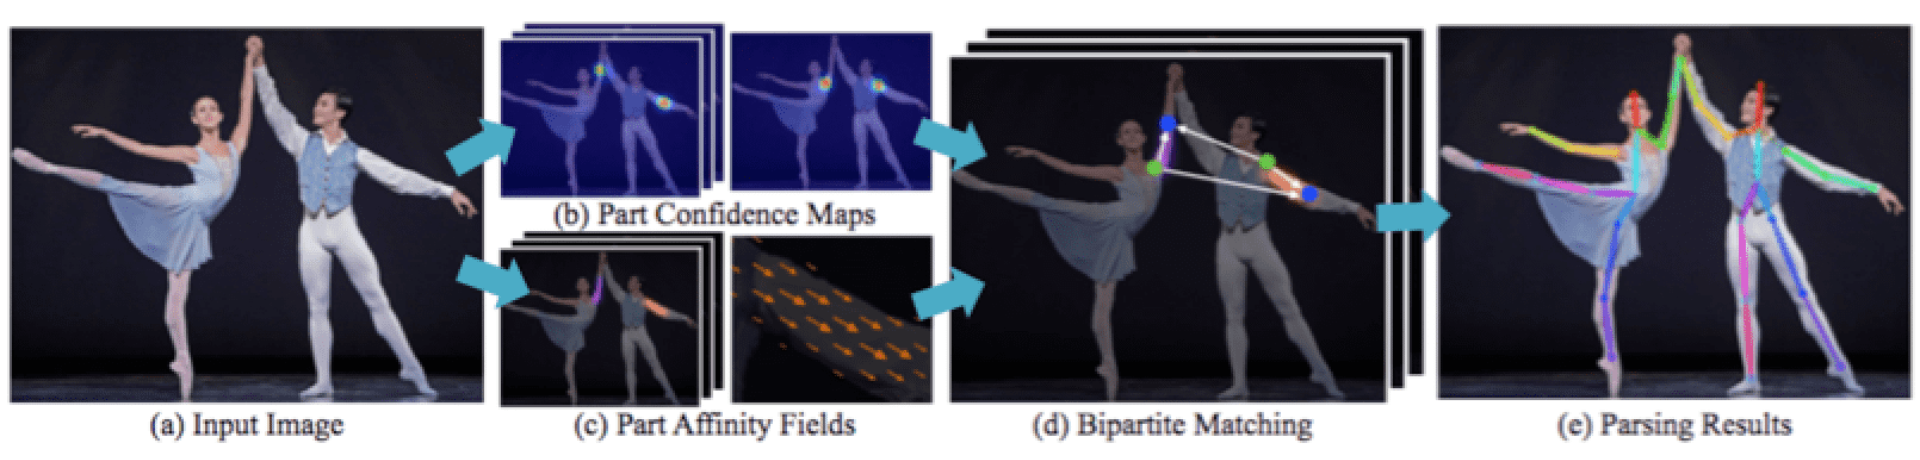 (b) Part Confidence Maps
(a) Input Image
(c) Part Affinity Fields
(d) Bipartite Matching
(e) Parsing Results